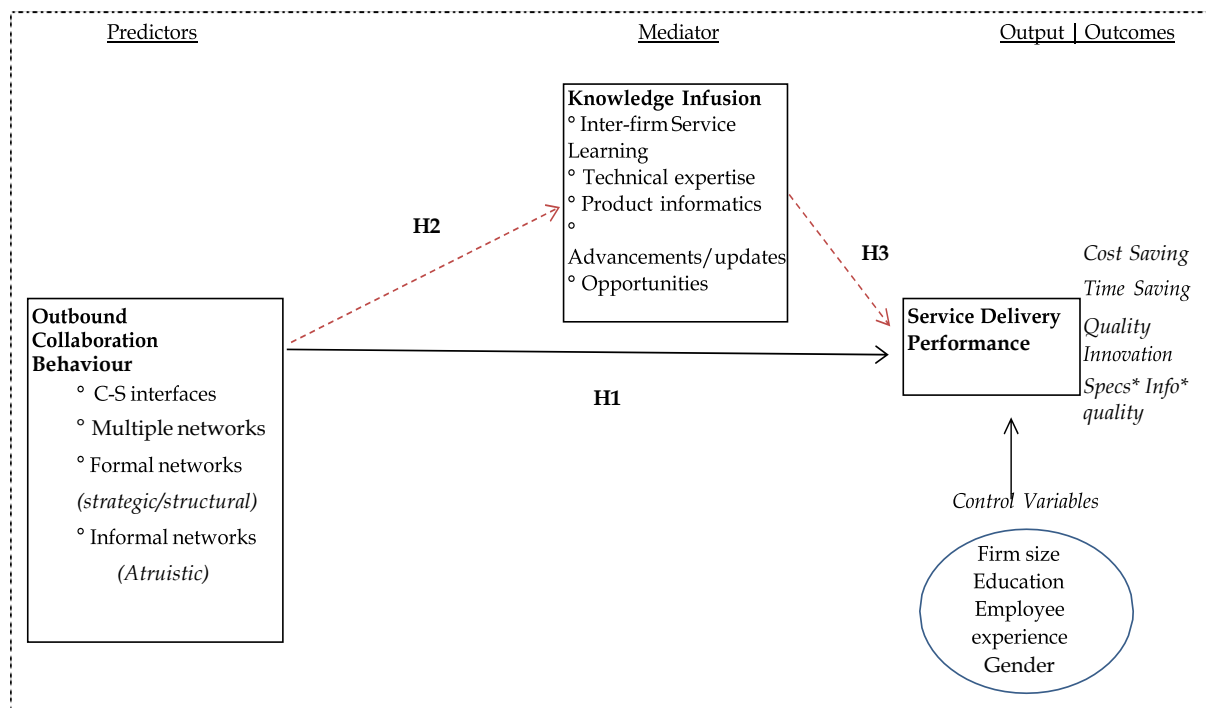 Predictors
Mediator
Output | Outcomes
Knowledge Infusion
° Inter-firm Service
Learning
° Technical expertise
° Product informatics
°
Advancements/updates
° Opportunities
H2
H3
Cost Saving
Time Saving
Quality
Innovation
Specs* Info*
quality
Outbound
Collaboration
Behaviour
° C-S interfaces
° Multiple networks
° Formal networks
(strategic/structural)
° Informal networks
(Atruistic)
Service Delivery
Performance
H1
Control Variables
Firm size
Education
Employee
experience
Gender